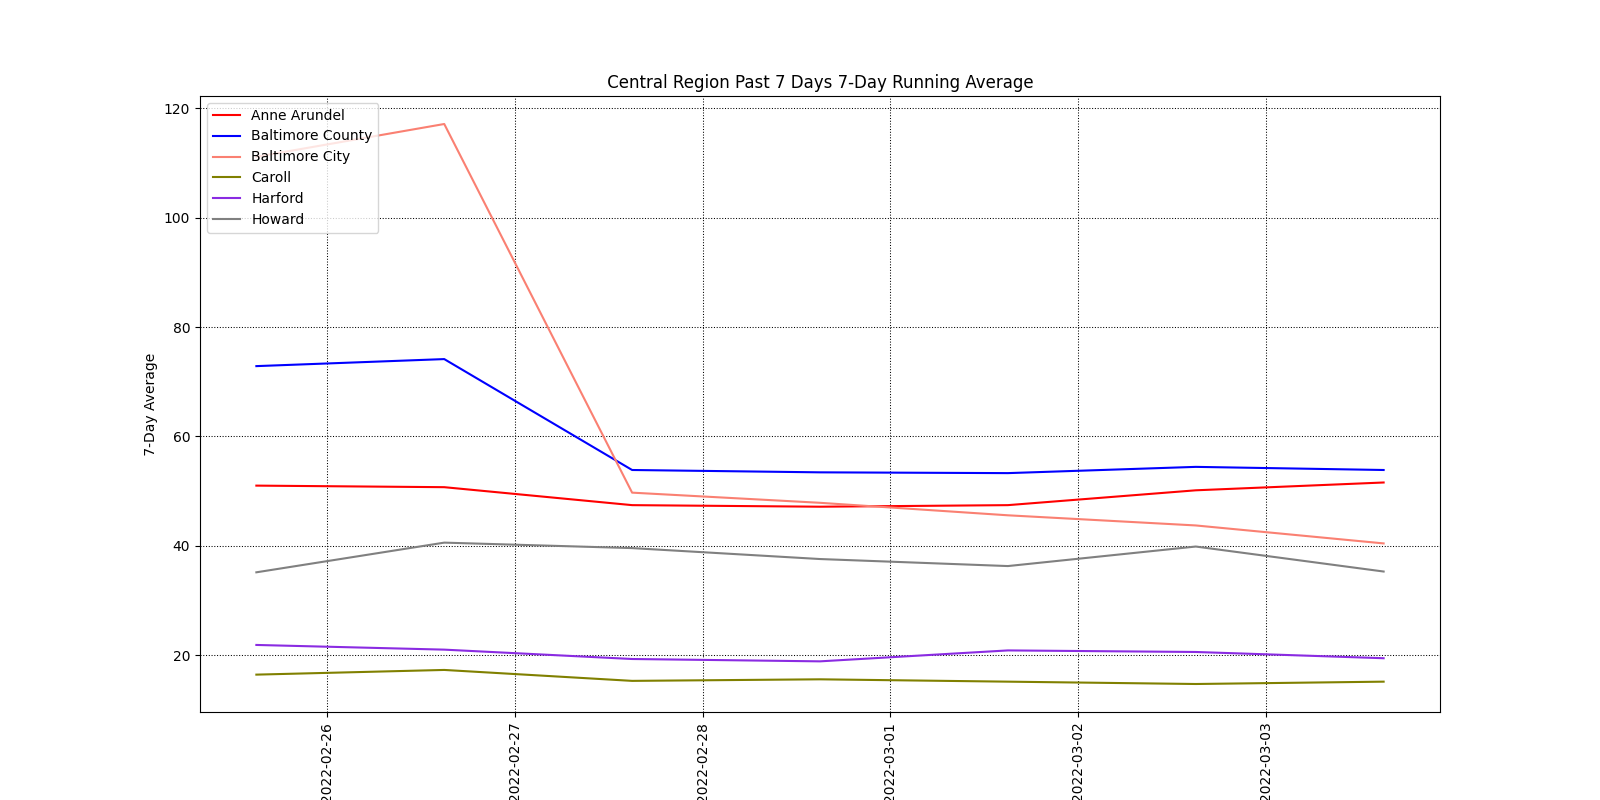 Central Region Past 7 Days 7-Day Running Average
120
100
80
60
40
20
7-Day Average
Anne Arundel
Baltimore County
Baltimore City
Caroll
Harford
Howard
2022-02-26
2022-02-27
2022-02-28
2022-03-01
2022-03-02
2022-03-03